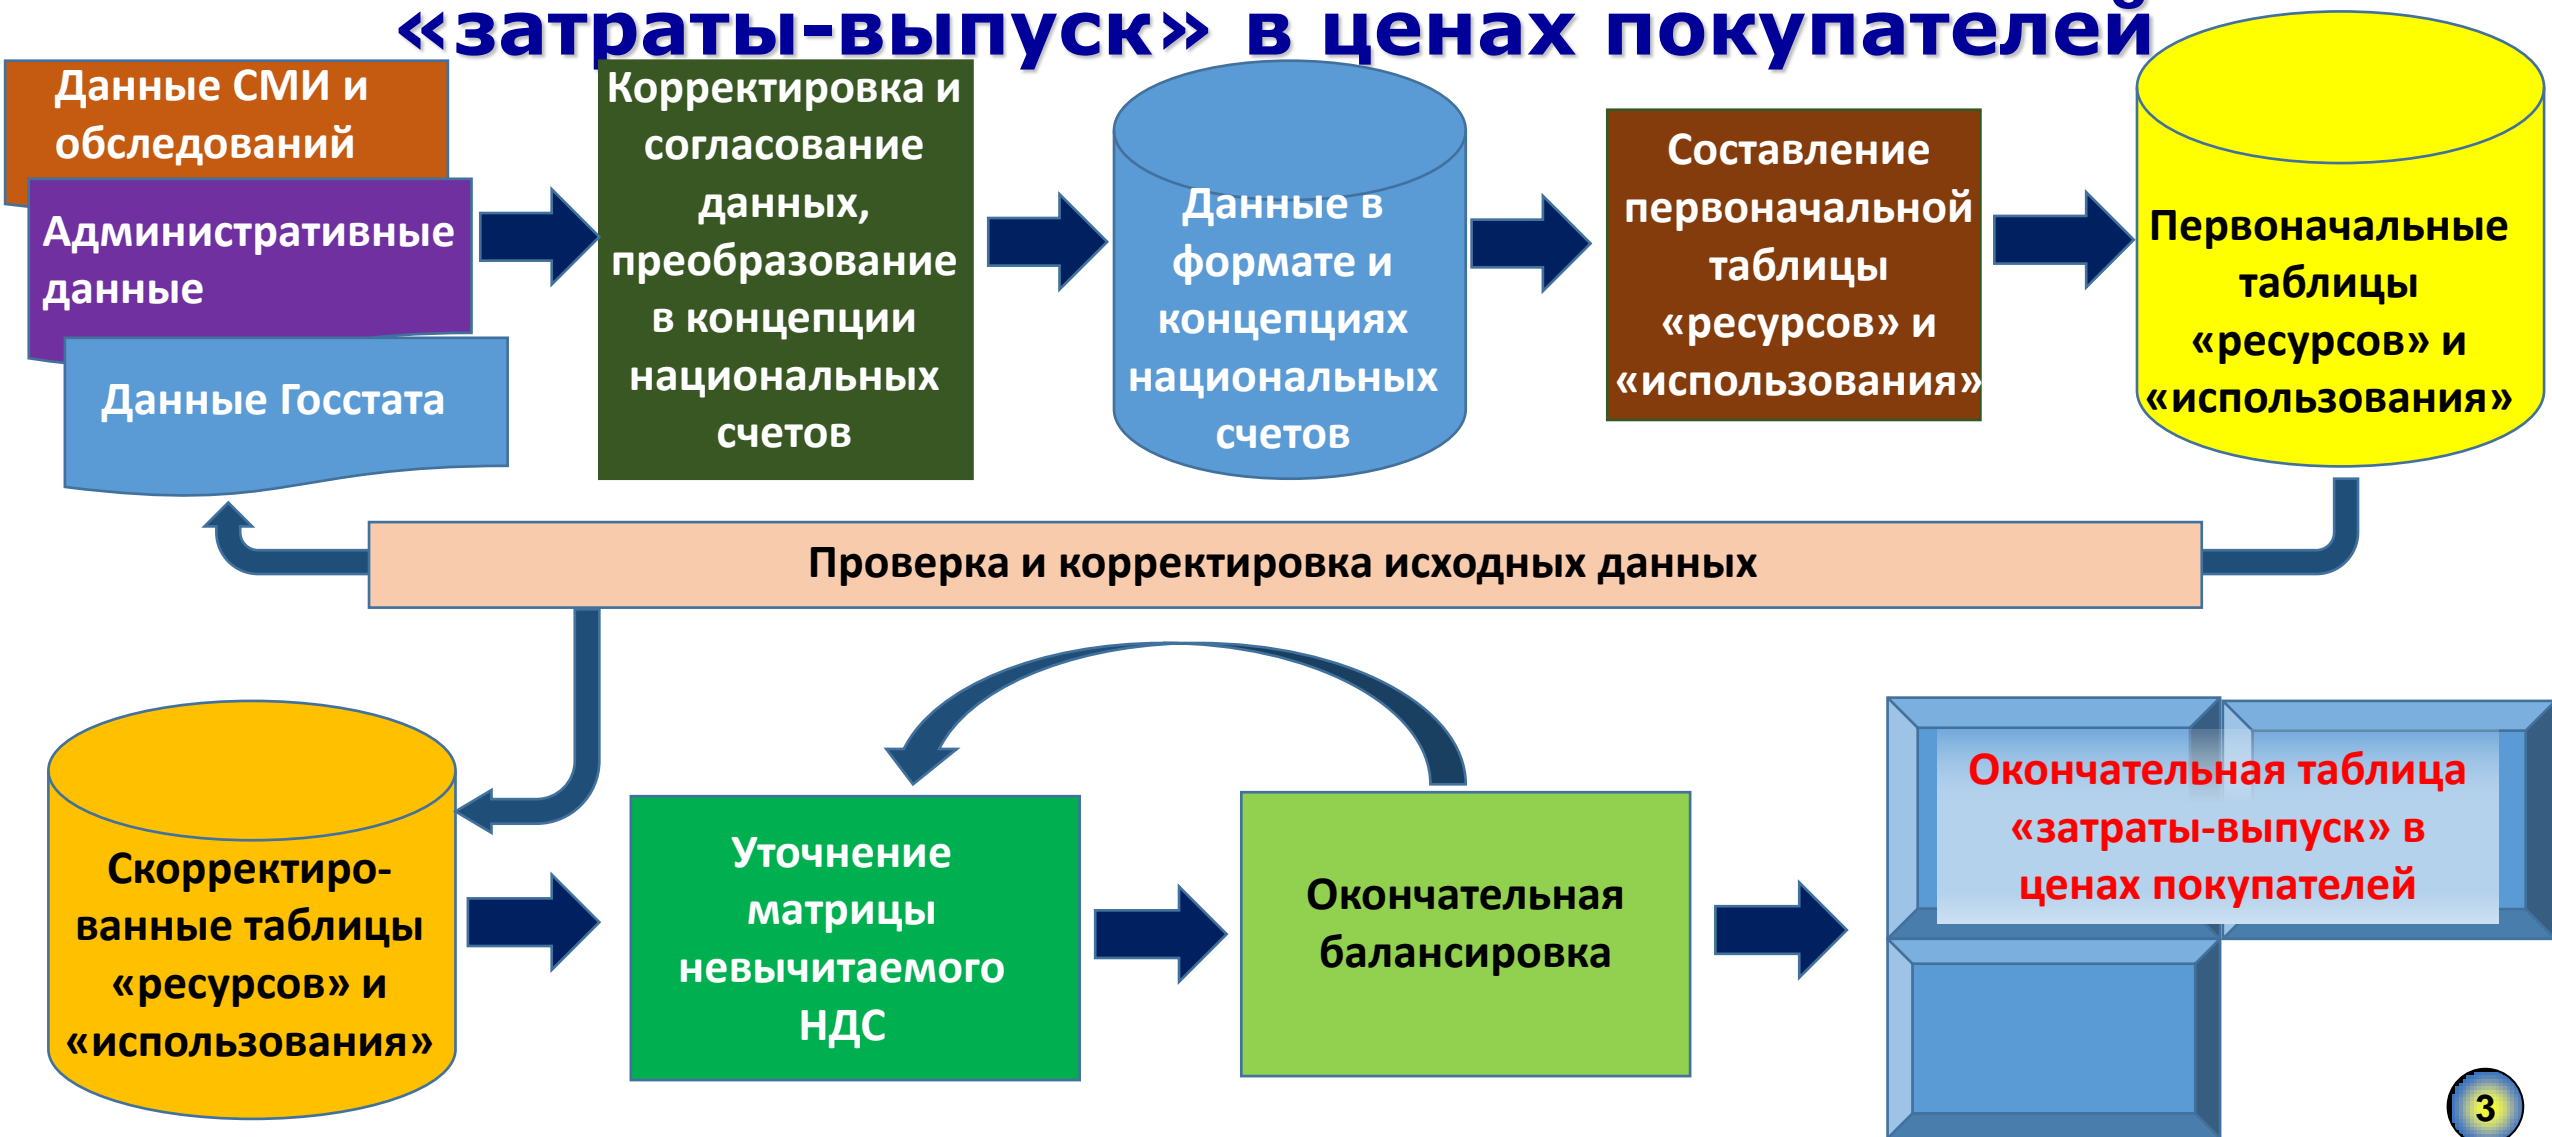 «затраты-выпуск» в ценах покупателей
Данные СМИ и
обследований
Административные
данные
Данные Госстата
Корректировка и
согласование
данных,
преобразование
в концепции
национальных
счетов
Данные в
формате и
концепциях
национальных
счетов
Составление
первоначальной
таблицы
«ресурсов» и
«использования»
Первоначальные
таблицы
«ресурсов» и
«использования»
Проверка и корректировка исходных данных
Скорректиро-
ванные таблицы
«ресурсов» и
«использования»
Уточнение
матрицы
невычитаемого
НДС
Окончательная
балансировка
Окончательная таблица
«затраты-выпуск» в
ценах покупателей
3